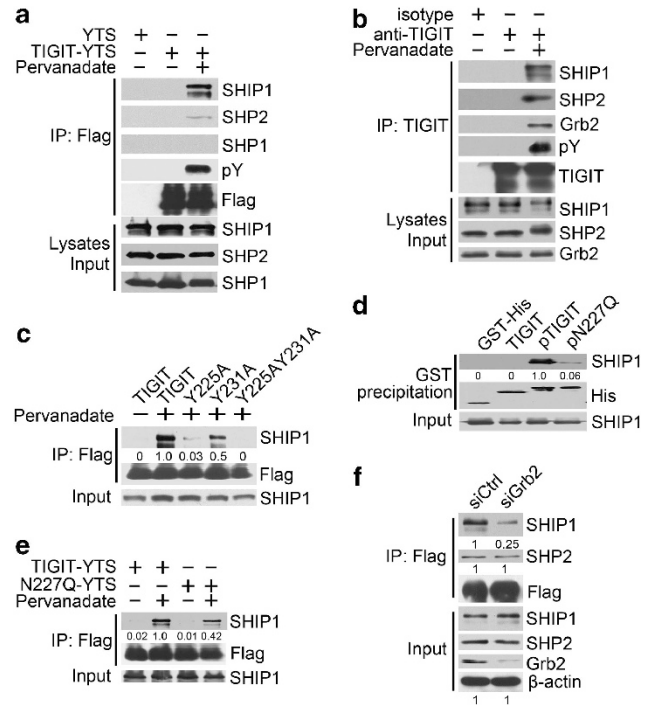 a
YTS + − −
TIGIT-YTS − + +
Pervanadate − − +
IP: Flag
SHIP1
SHP2
SHP1
pY
Flag
Lysates Input
SHIP1
SHP2
SHP1
b
isotype + − −
anti-TIGIT − + +
Pervanadate − − +
IP: TIGIT
SHIP1
SHP2
Grb2
pY
TIGIT
Lysates Input
SHIP1
SHP2
Grb2
c
TIGIT TIGIT Y225A Y231A Y225AY231A
Pervanadate − + + + +
IP: Flag
SHIP1
0 1.0 0.03 0.5 0
Flag
Input SHIP1
d
GST-His TIGIT pTIGIT pN227Q
GST precipitation
SHIP1
0 0 1.0 0.06
His
Input SHIP1
e
TIGIT-YTS + + − −
N227Q-YTS − − + +
Pervanadate − + − +
IP: Flag
SHIP1
0.02 1.0 0.01 0.42
Flag
Input SHIP1
f
siCtrl siGrb2
IP: Flag
SHIP1
1 0.25
SHP2
1 1
Flag
Input
SHIP1
SHP2
Grb2
β-actin
1 1